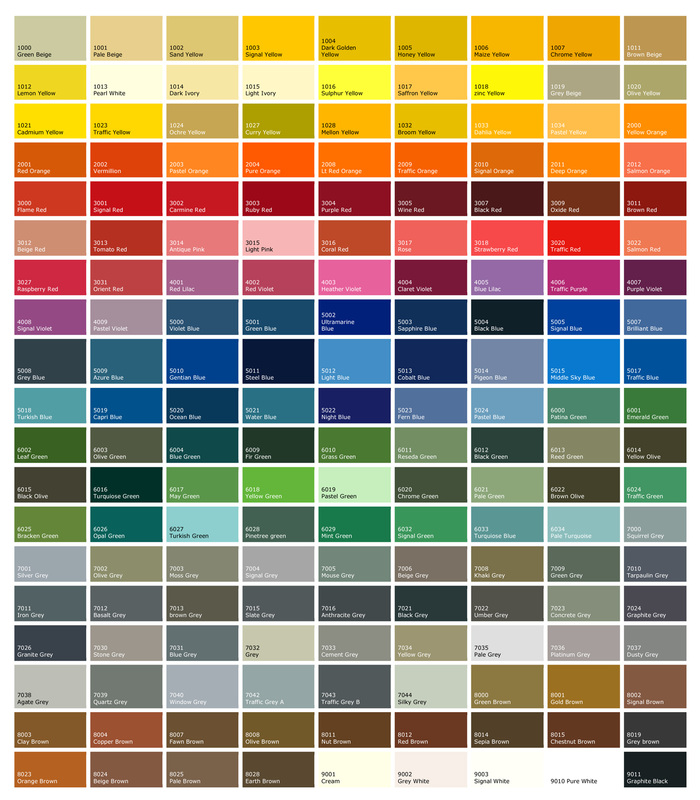 1000
Green Beige
1001
Pale Beige
1002
Sand Yellow
1003
Signal Yellow
1004
Dark Golden
Yellow
1005
Honey Yellow
1006
Maize Yellow
1007
Chrome Yellow
1011
Brown Beige
1012
Lemon Yellow
1013
Pearl White
1014
Dark Ivory
1015
Light Ivory
1016
Sulphur Yellow
1017
Saffron Yellow
1018
zinc Yellow
1019
Grey Beige
1020
Olive Yellow
1021
Cadmium Yellow
1023
Traffic Yellow
1024
Ochre Yellow
1027
Curry Yellow
1028
Mellon Yellow
1032
Broom Yellow
1033
Dahlia Yellow
1034
Pastel Yellow
2000
Yellow Orange
2001
Red Orange
2002
Vermillion
2003
Pastel Orange
2004
Pure Orange
2008
Lt Red Orange
2009
Traffic Orange
2010
Signal Orange
2011
Deep Orange
2012
Salmon Orange
3000
Flame Red
3001
Signal Red
3002
Carmine Red
3003
Ruby Red
3004
Purple Red
3005
Wine Red
3007
Black Red
3009
Oxide Red
3011
Brown Red
3012
Beige Red
3013
Tomato Red
3014
Antique Pink
3015
Light Pink
3016
Coral Red
3017
Rose
3018
Strawberry Red
3020
Traffic Red
3022
Salmon Red
3027
Raspberry Red
3031
Orient Red
4001
Red Lilac
4002
Red Violet
4003
Heather Violet
4004
Claret Violet
4005
Blue Lilac
4006
Traffic Purple
4007
Purple Violet
4008
Signal Violet
4009
Pastel Violet
5000
Violet Blue
5001
Green Blue
5002
Ultramarine
Blue
5003
Sapphire Blue
5004
Black Blue
5005
Signal Blue
5007
Brilliant Blue
5008
Grey Blue
5009
Azure Blue
5010
Gentian Blue
5011
Steel Blue
5012
Light Blue
5013
Cobalt Blue
5014
Pigeon Blue
5015
Middle Sky Blue
5017
Traffic Blue
5018
Turkish Blue
5019
Capri Blue
5020
Ocean Blue
5021
Water Blue
5022
Night Blue
5023
Fern Blue
5024
Pastel Blue
6000
Patina Green
6001
Emerald Green
6002
Leaf Green
6003
Olive Green
6004
Blue Green
6009
Fir Green
6010
Grass Green
6011
Reseda Green
6012
Black Green
6013
Reed Green
6014
Yellow Olive
6015
Black Olive
6016
Turquiose Green
6017
May Green
6018
Yellow Green
6019
Pastel Green
6020
Chrome Green
6021
Pale Green
6022
Brown Olive
6024
Traffic Green
6025
Bracken Green
6026
Opal Green
6027
Turkish Green
6028
Pinetree green
6029
Mint Green
6032
Signal Green
6033
Turquoise Blue
6034
Pale Turquoise
7000
Squirrel Grey
7001
Silver Grey
7002
Olive Grey
7003
Moss Grey
7004
Signal Grey
7005
Mouse Grey
7006
Beige Grey
7008
Khaki Grey
7009
Green Grey
7010
Tarpaulin Grey
7011
Iron Grey
7012
Basalt Grey
7013
brown Grey
7015
Slate Grey
7016
Anthracite Grey
7021
Black Grey
7022
Umber Grey
7023
Concrete Grey
7024
Graphite Grey
7026
Granite Grey
7030
Stone Grey
7031
Blue Grey
7032
Grey
7033
Cement Grey
7034
Yellow Grey
7035
Pale Grey
7036
Platinum Grey
7037
Dusty Grey
7038
Agate Grey
7039
Quartz Grey
7040
Window Grey
7042
Traffic Grey A
7043
Traffic Grey B
7044
Silky Grey
8000
Green Brown
8001
Gold Brown
8002
Signal Brown
8003
Clay Brown
8004
Copper Brown
8007
Fawn Brown
8008
Olive Brown
8011
Nut Brown
8012
Red Brown
8014
Sepia Brown
8015
Chestnut Brown
8019
Grey brown
8023
Orange Brown
8024
Beige Brown
8025
Pale Brown
8028
Earth Brown
9001
Cream
9002
Grey White
9003
Signal White
9010 Pure White
9011
Graphite Black